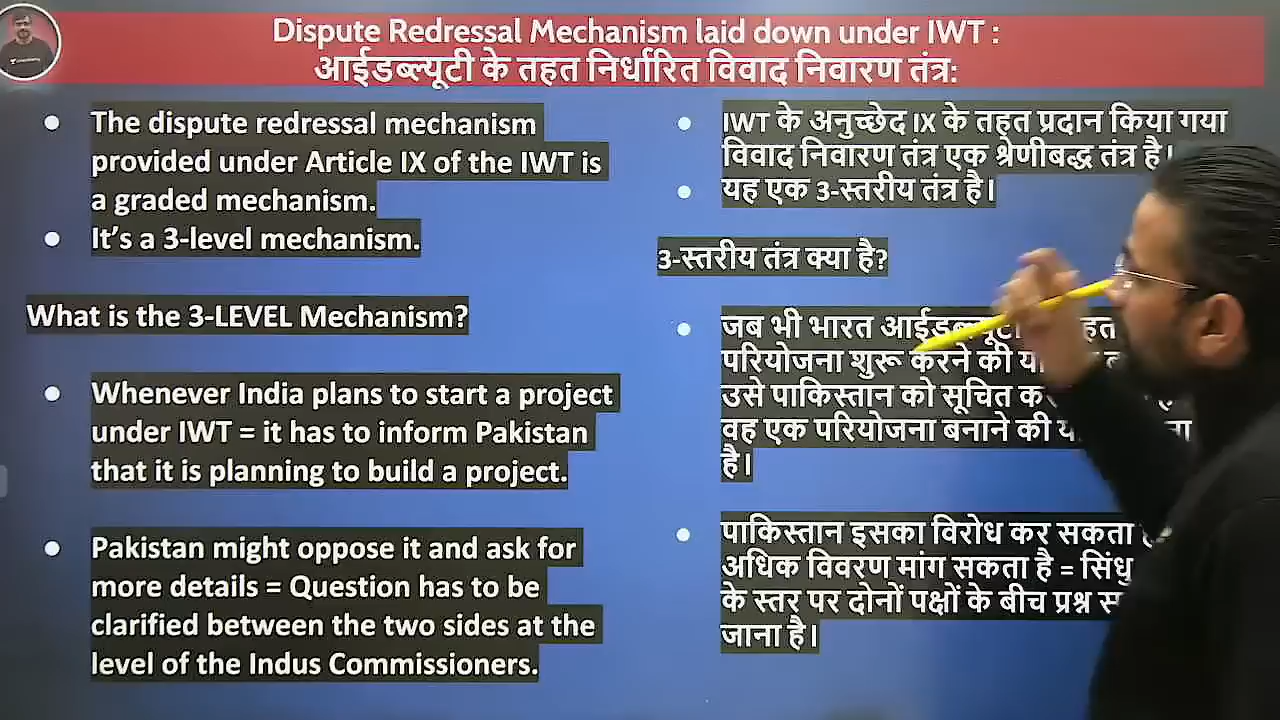 Dispute Redressal Mechanism laid down under IWT :
आईडब्ल्यूटी के तहत निर्धारित विवाद निवारण तंत्र:
The dispute redressal mechanism
provided under Article IX of the IWT is
a graded mechanism.
It’s a 3-level mechanism.
What is the 3-LEVEL Mechanism?
Whenever India plans to start a project
under IWT = it has to inform Pakistan
that it is planning to build a project.
Pakistan might oppose it and ask for
more details = Question has to be
clarified between the two sides at the
level of the Indus Commissioners.
IWT के अनुच्छेद IX के तहत प्रदान किया गया
विवाद निवारण तंत्र एक श्रेणीबद्ध तंत्र है।
यह एक 3-स्तरीय तंत्र है।
3-स्तरीय तंत्र क्या है?
जब भी भारत
परियोजना शुरू करने की
उसे पाकिस्तान को सूचित
वह एक परियोजना बनाने की
है।
पाकिस्तान इसका विरोध कर सकता
अधिक विवरण मांग सकता है = सिंधु
के स्तर पर दोनों पक्षों के बीच प्रश्न
जाना है।